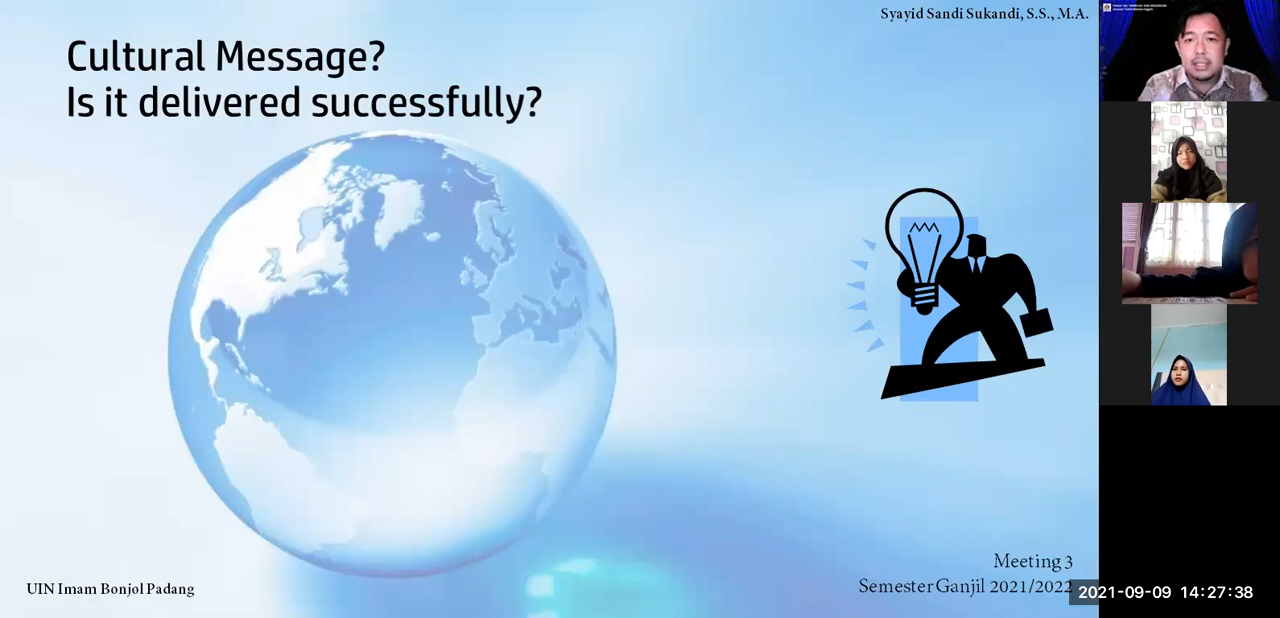 Syayid Sandi Sukandi, S.S., M.A.
Cultural Message?
Is it delivered successfully?
Meeting 3
Semester Ganjil 2021/2022
UIN Imam Bonjol Padang
2021-09-09 14:27:38